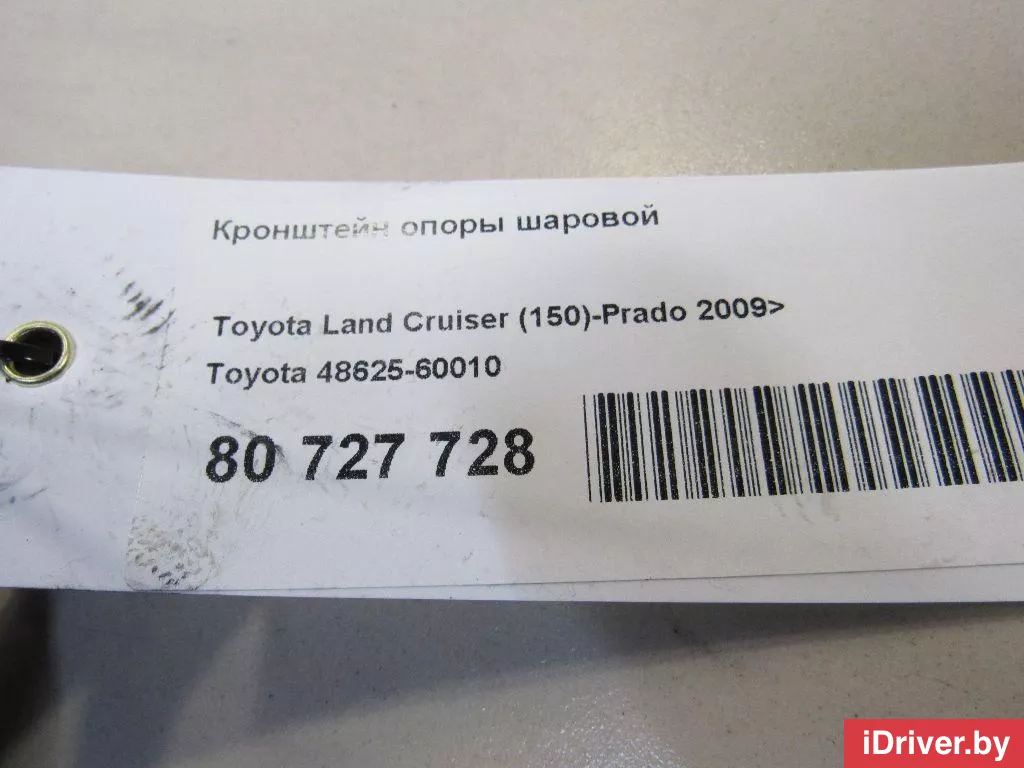 Кронштейн опоры шаровой
Toyota Land Cruiser (150)-Prado 2009>
Toyota 48625-60010
80 727 728
iDriver.by